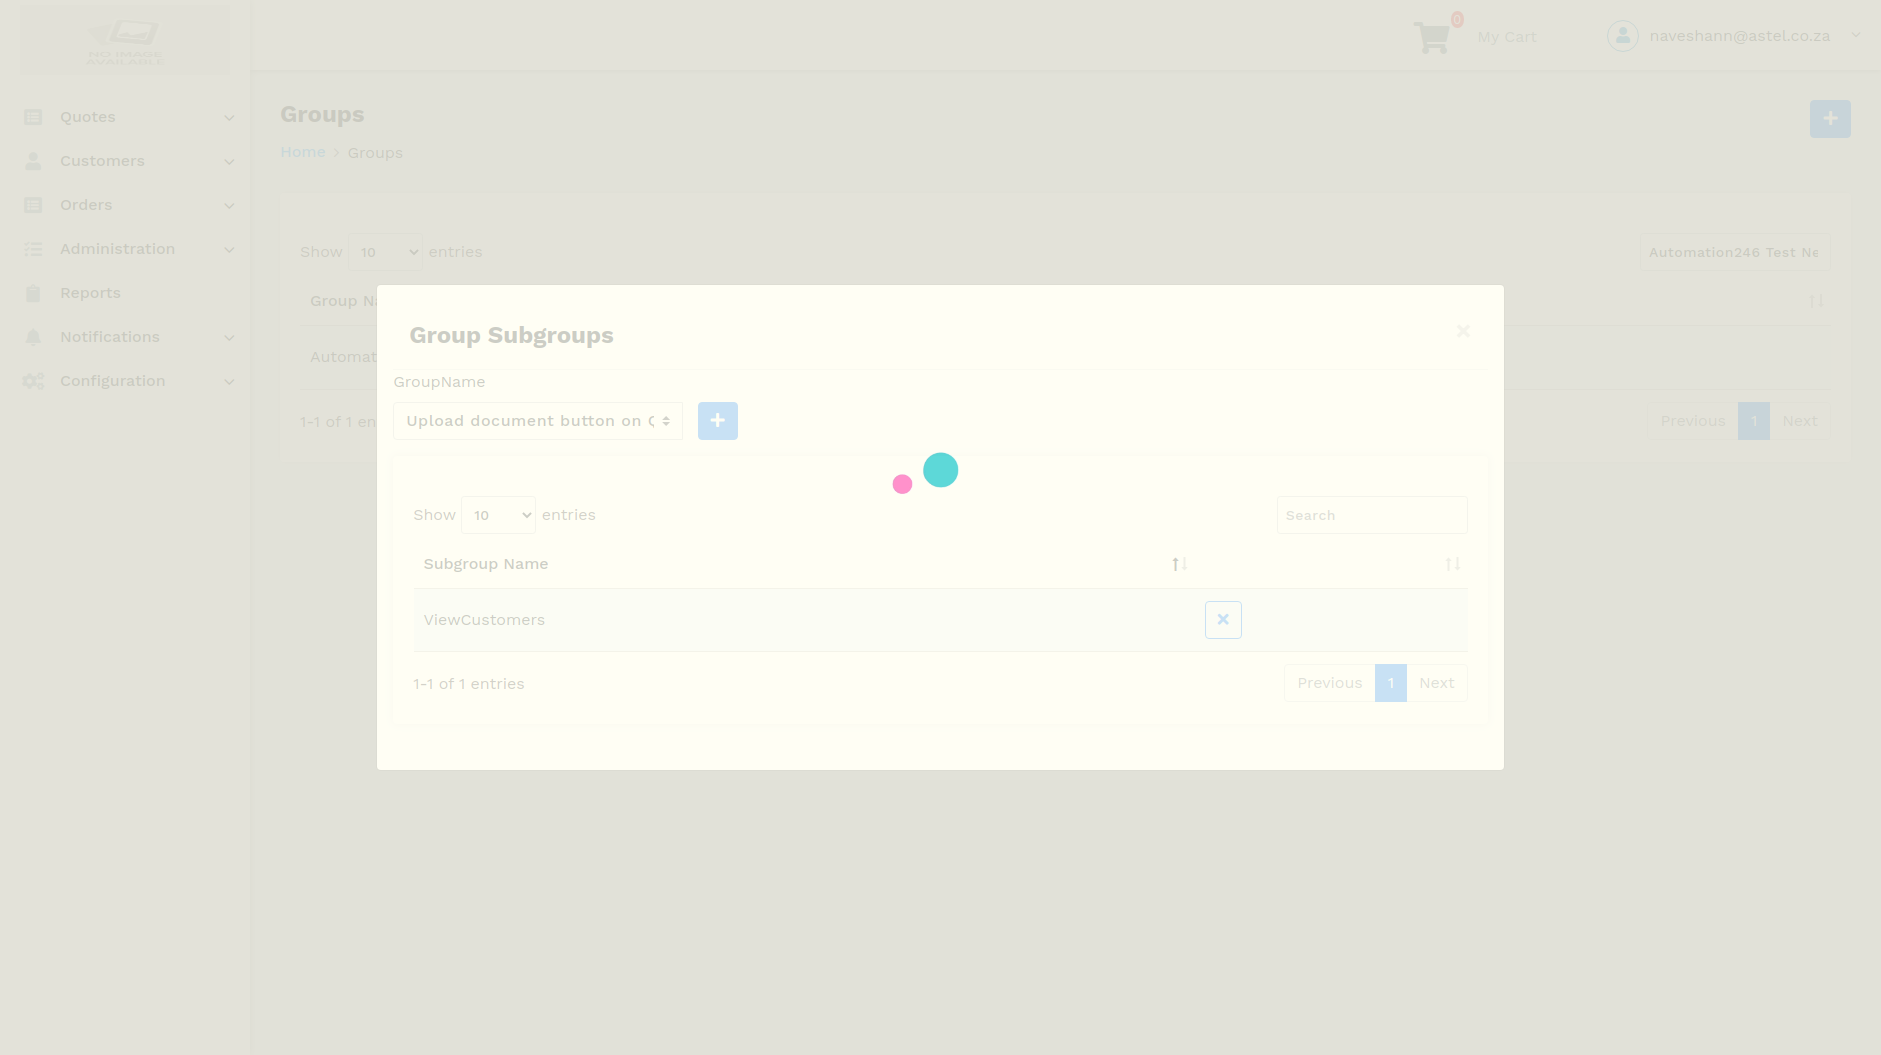 NO IMAGE
AVAILABLE
0
My Cart
naveshann@astel.co.za
Quotes
Customers
Orders
Administration
Reports
Notifications
Configuration
Groups
Home
Groups
Show 10 entries
Automation246 Test Ne
Group Na
Automat
1-1 of 1 en
Previous 1 Next
Group Subgroups
GroupName
Upload document button on
Show 10 entries
Search
Subgroup Name
ViewCustomers
1-1 of 1 entries
Previous 1 Next